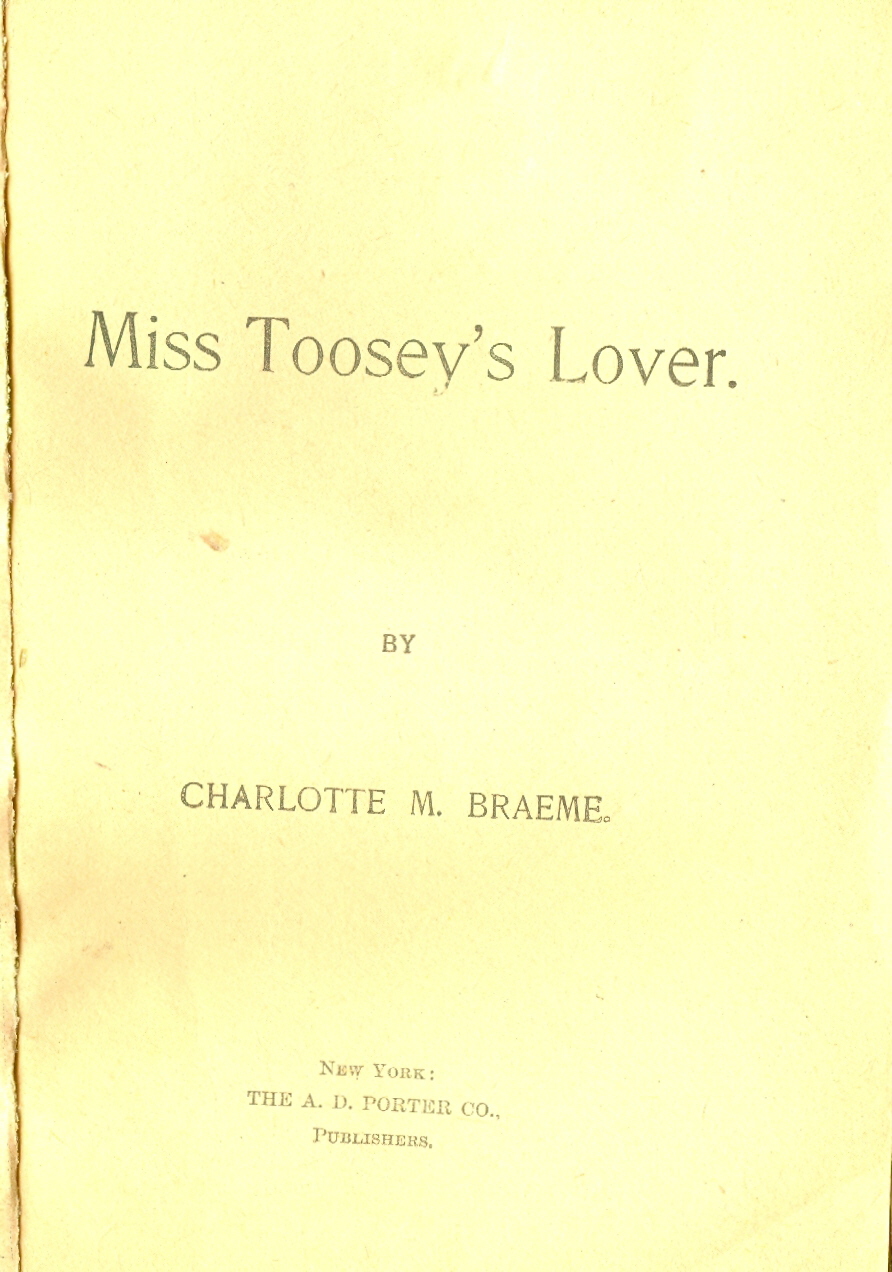 Miss Toosey's Lover.
BY
CHARLOTTE M. BRAEME.
NEW YORK:
THE A. D. PORTER CO.,
PUBLISHERS.